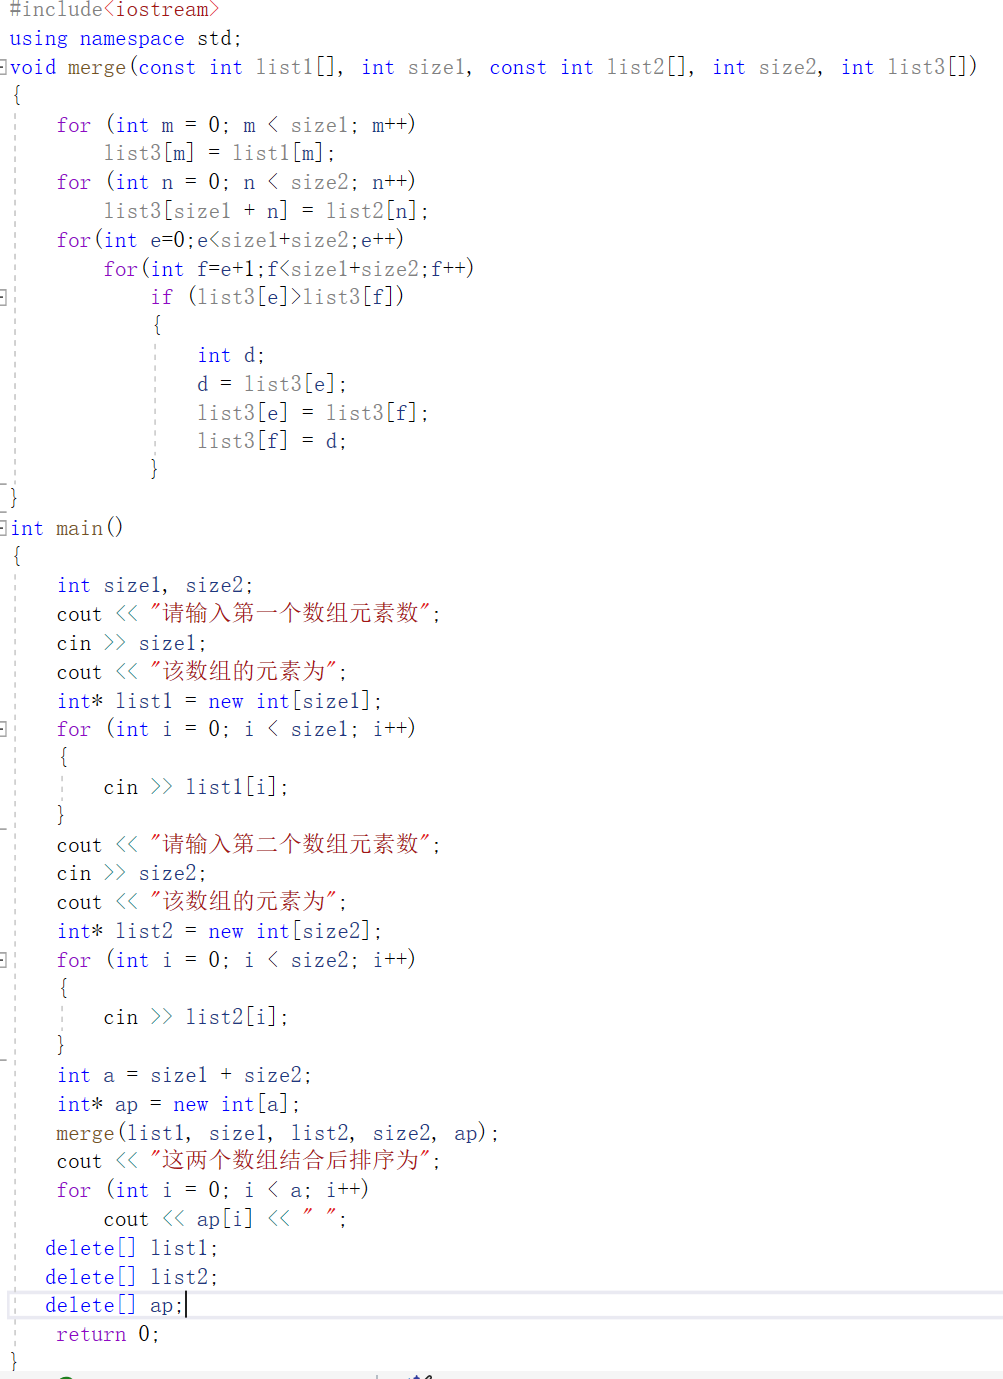 #include<iostream>
using namespace std;
void merge(const int list1[], int size1, const int list2[], int size2, int list3[])
{
    for (int m = 0; m < size1; m++)
        list3[m] = list1[m];
    for (int n = 0; n < size2; n++)
        list3[size1 + n] = list2[n];
    for(int e=0;e<size1+size2;e++)
        for(int f=e+1;f<size1+size2;f++)
            if (list3[e]>list3[f])
            {
                int d;
                d = list3[e];
                list3[e] = list3[f];
                list3[f] = d;
            }
}
int main()
{
    int size1, size2;
    cout << "请输入第一个数组元素数";
    cin >> size1;
    cout << "该数组的元素为";
    int* list1 = new int[size1];
    for (int i = 0; i < size1; i++)
    {
        cin >> list1[i];
    }
    cout << "请输入第二个数组元素数";
    cin >> size2;
    cout << "该数组的元素为";
    int* list2 = new int[size2];
    for (int i = 0; i < size2; i++)
    {
        cin >> list2[i];
    }
    int a = size1 + size2;
    int* ap = new int[a];
    merge(list1, size1, list2, size2, ap);
    cout << "这两个数组结合后排序为";
    for (int i = 0; i < a; i++)
        cout << ap[i] << " ";
   delete[] list1;
   delete[] list2;
   delete[] ap;
    return 0;
}